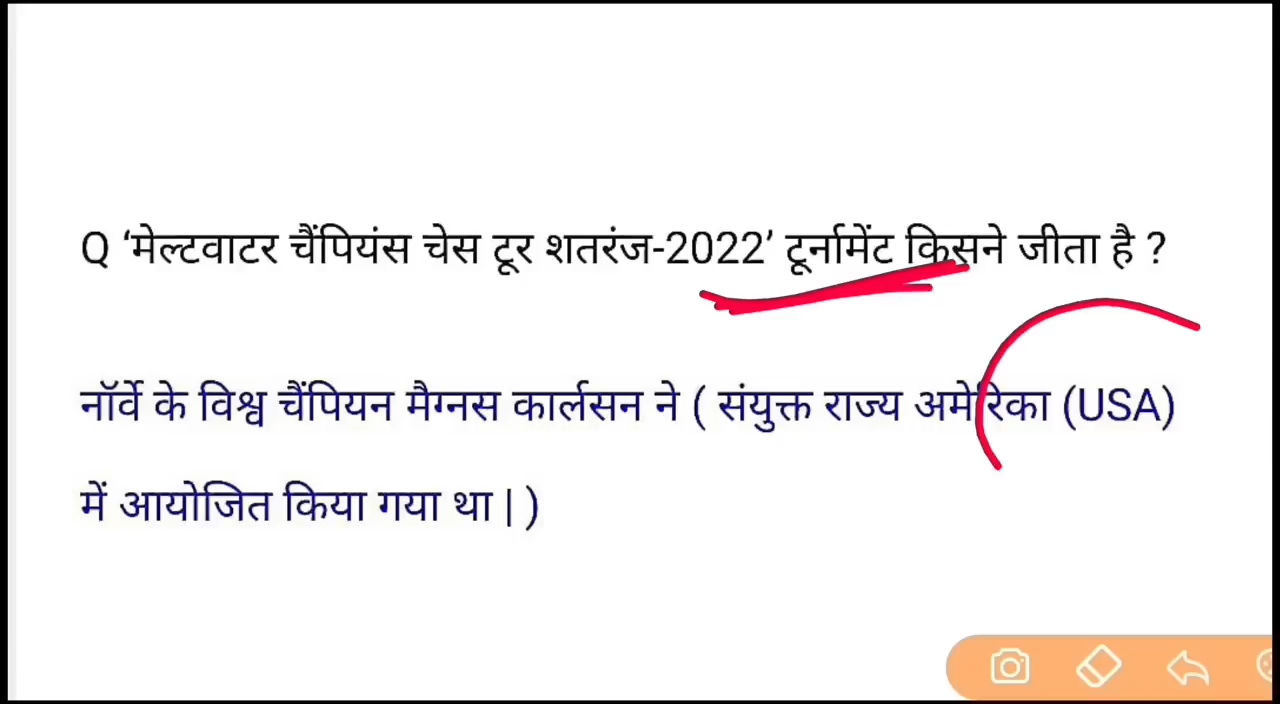 Q ‘मेल्टवाटर चैंपियंस चेस टूर शतरंज-2022’ टूर्नामेंट किसने जीता है ?
नॉर्वे के विश्व चैंपियन मैग्नस कार्लसन ने ( संयुक्त राज्य अमेरिका (USA)
में आयोजित किया गया था | )